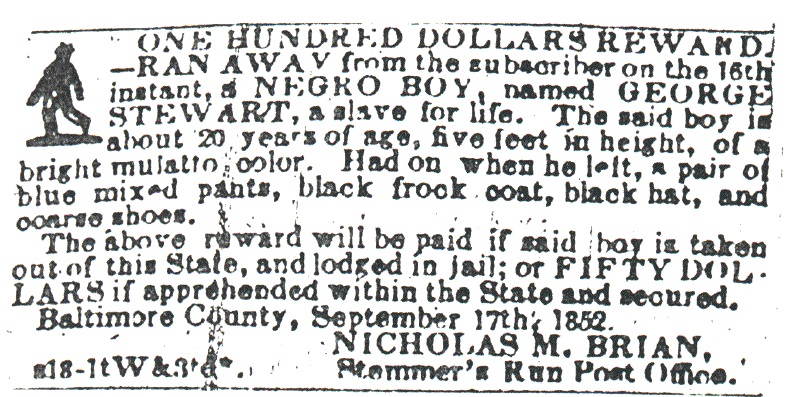 ONE HUNDRED DOLLARS REWARD.
—RAN AWAY from the subscriber on the 16th
instant, a NEGRO BOY, named GEORGE
STEWART, a slave for life. The said boy is
about 20 years of age, five feet in height, of a
bright mulatto color. Had on when he left, a pair of
blue mixed pants, black frock coat, black hat, and
coarse shoes.
The above reward will be paid if said boy is taken
out of this State, and lodged in jail; or FIFTY DOL-
LARS if apprehended within the State and secured.
Baltimore County, September 17th, 1852.
NICHOLAS M. BRIAN,
s18-1tW&3td*. Stemmer's Run Post Office.